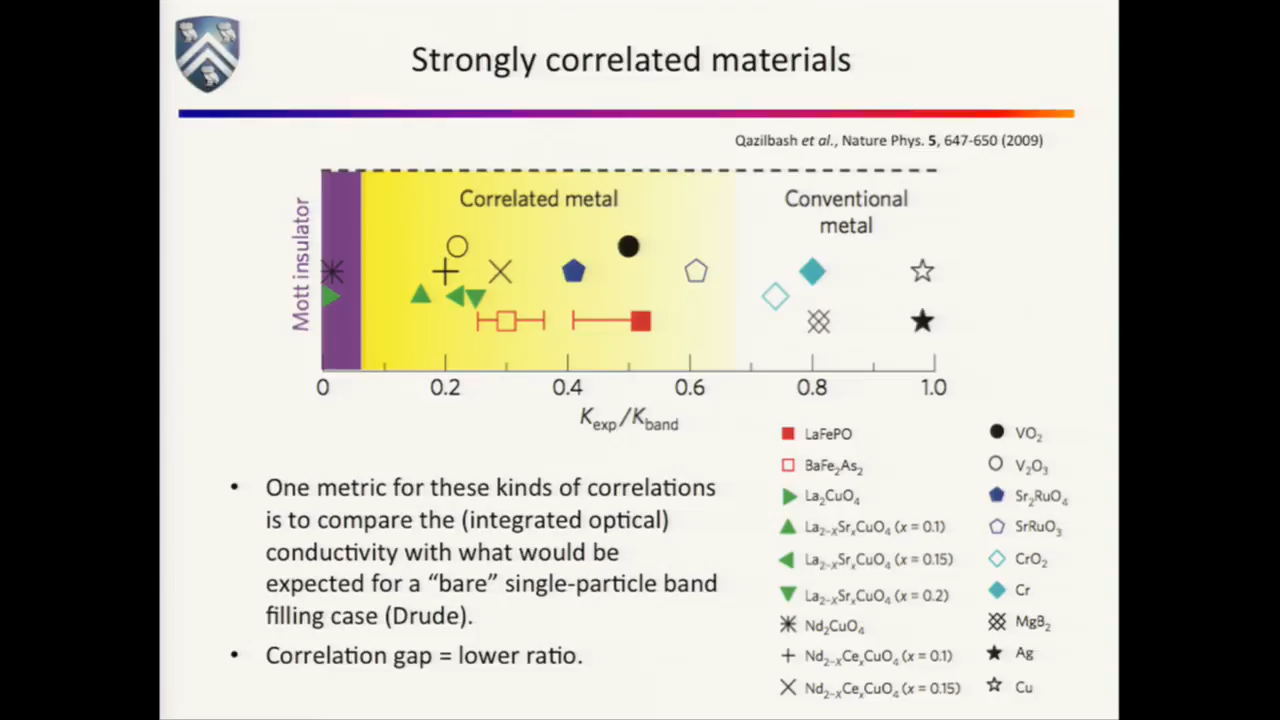 Strongly correlated materials
Qazilbash et al., Nature Phys. 5, 647-650 (2009)
Mott insulator
Correlated metal
Conventional
metal
0 0.2 0.4 0.6 0.8 1.0
Kexp/Kband
LaFePO
BaFe₂As₂
La₂CuO₄
La₂₋ₓSrₓCuO₄ (x = 0.1)
La₂₋ₓSrₓCuO₄ (x = 0.15)
La₂₋ₓSrₓCuO₄ (x = 0.2)
Nd₂CuO₄
Nd₂₋ₓCeₓCuO₄ (x = 0.1)
Nd₂₋ₓCeₓCuO₄ (x = 0.15)
VO₂
V₂O₃
Sr₂RuO₄
SrRuO₃
CrO₂
Cr
MgB₂
Ag
Cu
• One metric for these kinds of correlations
is to compare the (integrated optical)
conductivity with what would be
expected for a “bare” single-particle band
filling case (Drude).
• Correlation gap = lower ratio.